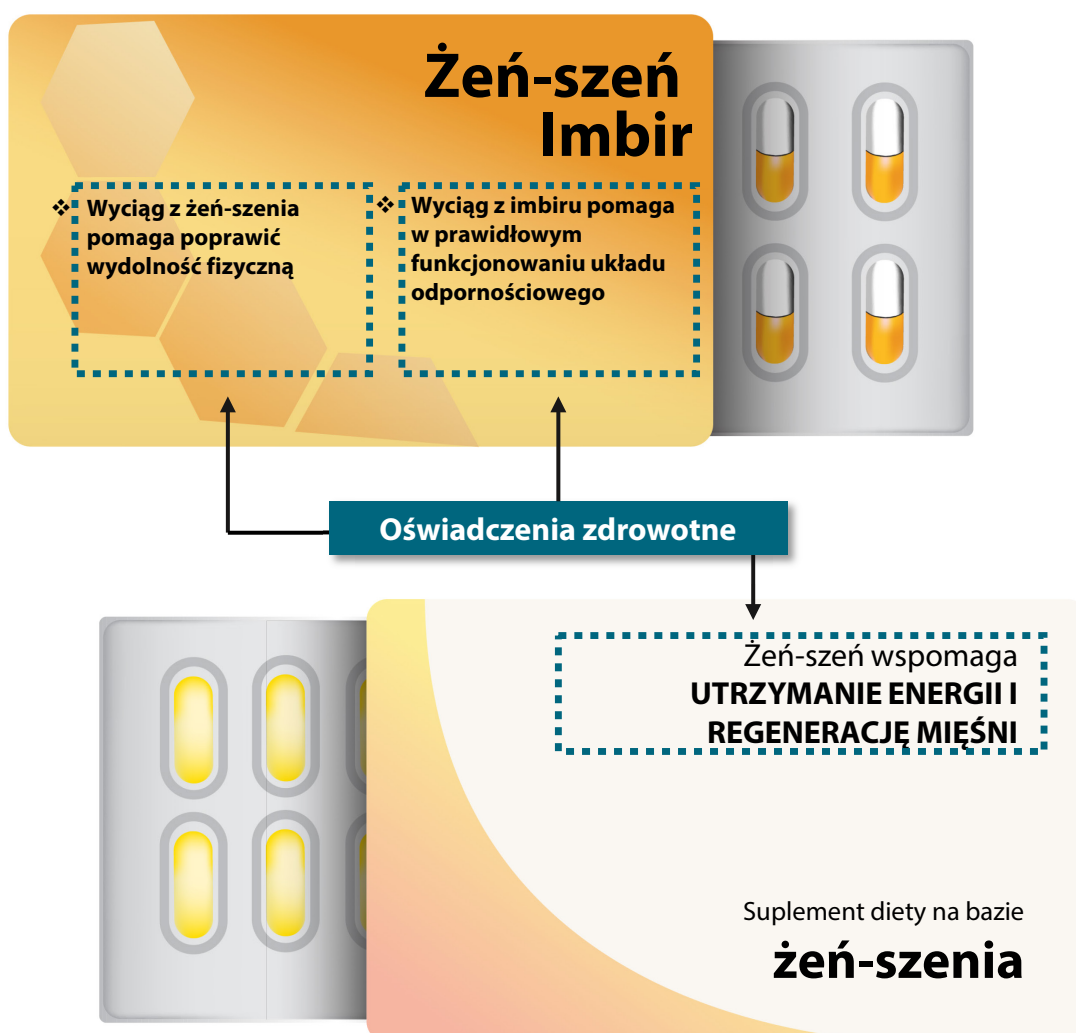 Żeń-szeń
Imbir
❖ Wyciąg z żeń-szenia
pomaga poprawić
wydolność fizyczną
❖ Wyciąg z imbiru pomaga
w prawidłowym
funkcjonowaniu układu
odpornościowego
Oświadczenia zdrowotne
Żeń-szeń wspomaga
UTRZYMANIE ENERGII I
REGENERACJĘ MIĘŚNI
Suplement diety na bazie
żeń-szenia